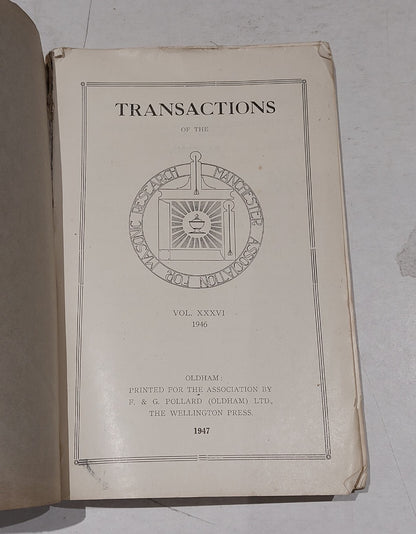 TRANSACTIONS
OF THE
MANCHESTER ASSOCIATION FOR MASONIC RESEARCH
VOL. XXXVI
1946
OLDHAM:
PRINTED FOR THE ASSOCIATION BY
F. & G. POLLARD (OLDHAM) LTD.,
THE WELLINGTON PRESS.
1947